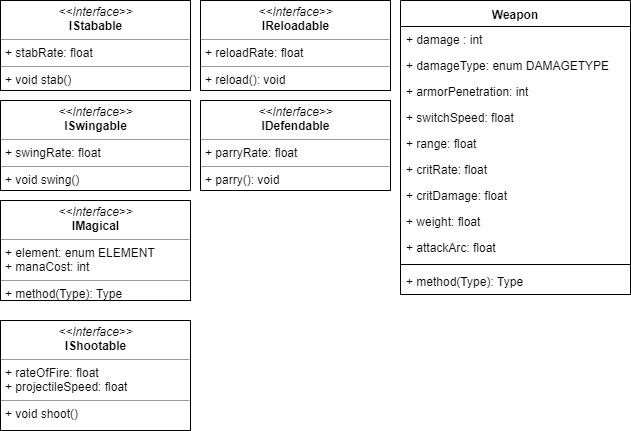 <<Interface>>
IStabable
+ stabRate: float
+ void stab()
<<Interface>>
IReloadable
+ reloadRate: float
+ reload(): void
Weapon
+ damage : int
+ damageType: enum DAMAGETYPE
+ armorPenetration: int
+ switchSpeed: float
+ range: float
+ critRate: float
+ critDamage: float
+ weight: float
+ attackArc: float
+ method(Type): Type
<<Interface>>
ISwingable
+ swingRate: float
+ void swing()
<<Interface>>
IDefendable
+ parryRate: float
+ parry(): void
<<Interface>>
IMagical
+ element: enum ELEMENT
+ manaCost: int
+ method(Type): Type
<<Interface>>
IShootable
+ rateOfFire: float
+ projectileSpeed: float
+ void shoot()